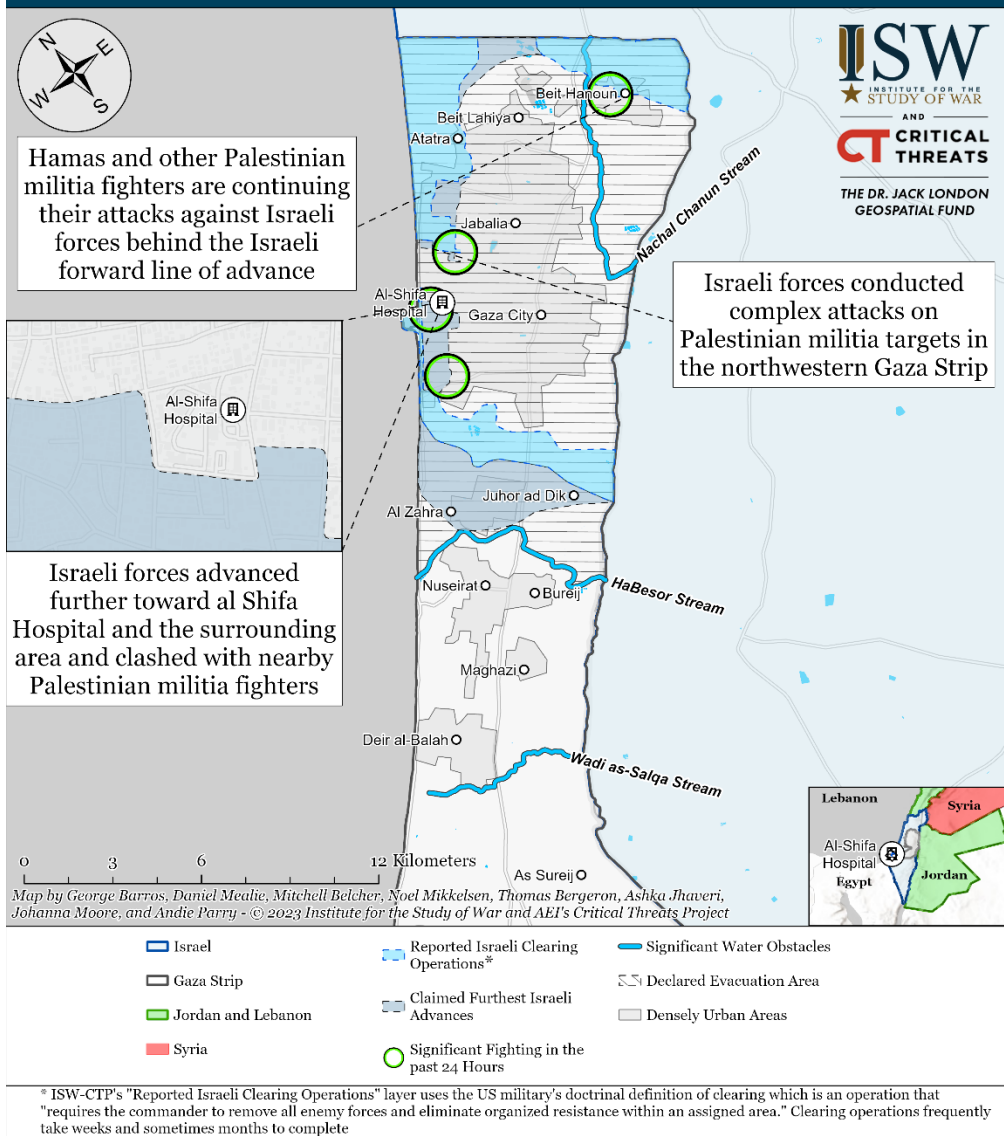 N
E
W
S
ISW
INSTITUTE FOR THE
STUDY OF WAR
AND
CT CRITICAL
THREATS
THE DR. JACK LONDON
GEOSPATIAL FUND
Hamas and other Palestinian
militia fighters are continuing
their attacks against Israeli
forces behind the Israeli
forward line of advance
Beit Hanoun
Beit Lahiya
Atatra
Jabalia
Nachal Chanun Stream
Al-Shifa
Hospital
Gaza City
Israeli forces conducted
complex attacks on
Palestinian militia targets in
the northwestern Gaza Strip
Al-Shifa
Hospital
Juhor ad Dik
Al Zahra
Israeli forces advanced
further toward al Shifa
Hospital and the surrounding
area and clashed with nearby
Palestinian militia fighters
Nuseirat
Bureij
HaBesor Stream
Maghazi
Deir al-Balah
Wadi as-Salqa Stream
As Sureij
Lebanon
Syria
Al-Shifa
Hospital
Egypt
Jordan
0 3 6 12 Kilometers
Map by George Barros, Daniel Mealie, Mitchell Belcher, Noel Mikkelsen, Thomas Bergeron, Ashka Jhaveri,
Johanna Moore, and Andie Parry - © 2023 Institute for the Study of War and AEI's Critical Threats Project
Israel
Gaza Strip
Jordan and Lebanon
Syria
Reported Israeli Clearing
Operations*
Claimed Furthest Israeli
Advances
Significant Fighting in the
past 24 Hours
Significant Water Obstacles
Declared Evacuation Area
Densely Urban Areas
* ISW-CTP's "Reported Israeli Clearing Operations" layer uses the US military's doctrinal definition of clearing which is an operation that
"requires the commander to remove all enemy forces and eliminate organized resistance within an assigned area." Clearing operations frequently
take weeks and sometimes months to complete